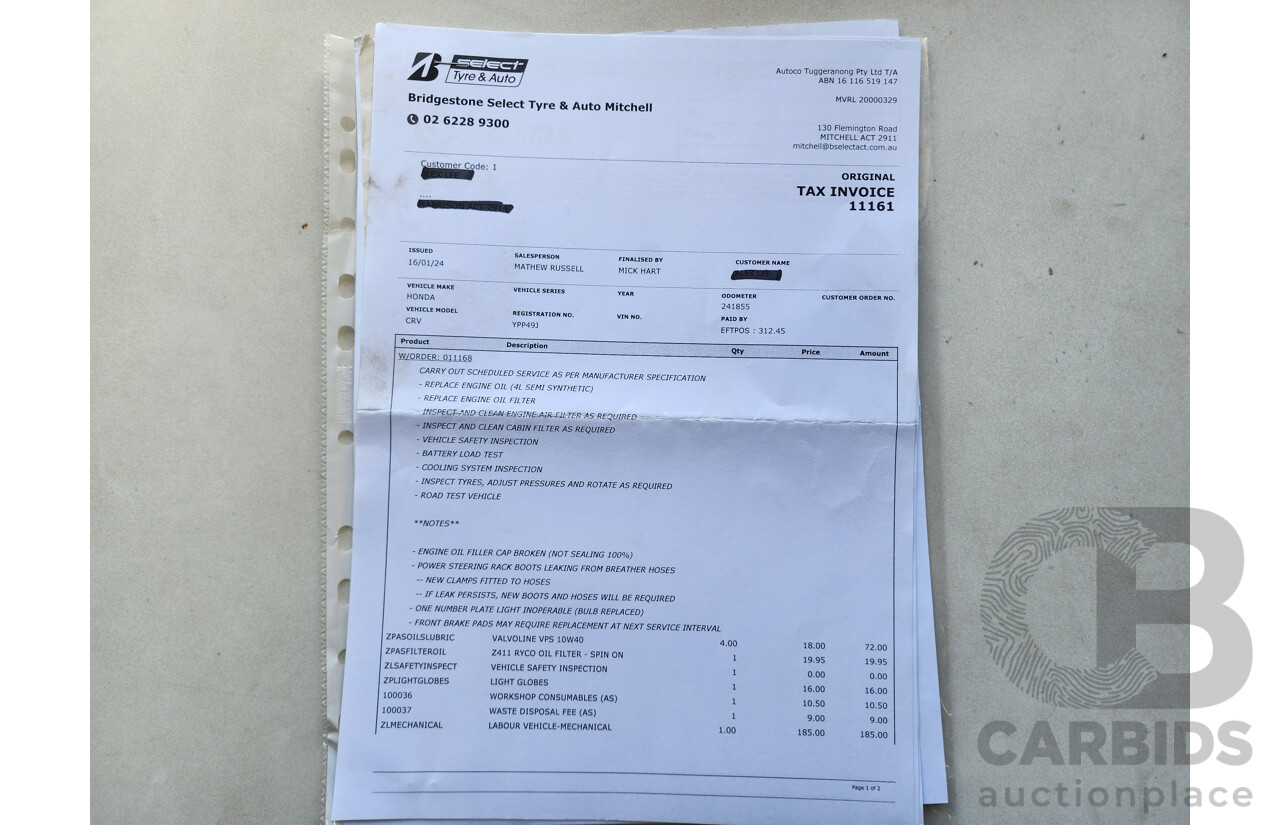 SELECT
Tyre & Auto
Autoco Tuggeranong Pty Ltd T/A
ABN 16 116 519 147
MVRL 20000329
Bridgestone Select Tyre & Auto Mitchell
02 6228 9300
130 Flemington Road
MITCHELL ACT 2911
mitchell@bselectact.com.au
Customer Code: 1
ORIGINAL
TAX INVOICE
11161
ISSUED SALESPERSON FINALISED BY CUSTOMER NAME
16/01/24 MATHEW RUSSELL MICK HART
VEHICLE MAKE VEHICLE SERIES YEAR ODOMETER CUSTOMER ORDER NO.
HONDA 241855
VEHICLE MODEL REGISTRATION NO. VIN NO. PAID BY
CRV YPP49J EFTPOS : 312.45
Product Description Qty Price Amount
W/ORDER: 011168
CARRY OUT SCHEDULED SERVICE AS PER MANUFACTURER SPECIFICATION
- REPLACE ENGINE OIL (4L SEMI SYNTHETIC)
- REPLACE ENGINE OIL FILTER
- INSPECT AND CLEAN ENGINE AIR FILTER AS REQUIRED
- INSPECT AND CLEAN CABIN FILTER AS REQUIRED
- VEHICLE SAFETY INSPECTION
- BATTERY LOAD TEST
- COOLING SYSTEM INSPECTION
- INSPECT TYRES, ADJUST PRESSURES AND ROTATE AS REQUIRED
- ROAD TEST VEHICLE
**NOTES**
- ENGINE OIL FILLER CAP BROKEN (NOT SEALING 100%)
- POWER STEERING RACK BOOTS LEAKING FROM BREATHER HOSES
-- NEW CLAMPS FITTED TO HOSES
-- IF LEAK PERSISTS, NEW BOOTS AND HOSES WILL BE REQUIRED
- ONE NUMBER PLATE LIGHT INOPERABLE (BULB REPLACED)
- FRONT BRAKE PADS MAY REQUIRE REPLACEMENT AT NEXT SERVICE INTERVAL
ZPASOILSLUBRIC VALVOLINE VPS 10W40 4.00 18.00 72.00
ZPASFILTEROIL Z411 RYCO OIL FILTER - SPIN ON 1 19.95 19.95
ZLSAFETYINSPECT VEHICLE SAFETY INSPECTION 1 0.00 0.00
ZPLIGHTGLOBES LIGHT GLOBES 1 16.00 16.00
100036 WORKSHOP CONSUMABLES (AS) 1 10.50 10.50
100037 WASTE DISPOSAL FEE (AS) 1 9.00 9.00
ZLMECHANICAL LABOUR VEHICLE-MECHANICAL 1.00 185.00 185.00
Page 1 of 2
CB
CARBIDS
auctionplace